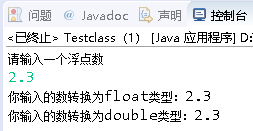 问题 @ Javadoc 声明 控制台
<已终止> Testclass (1) [Java 应用程序] D:
请输入一个浮点数
2.3
你输入的数转换为float类型：2.3
你输入的数转换为double类型：2.3